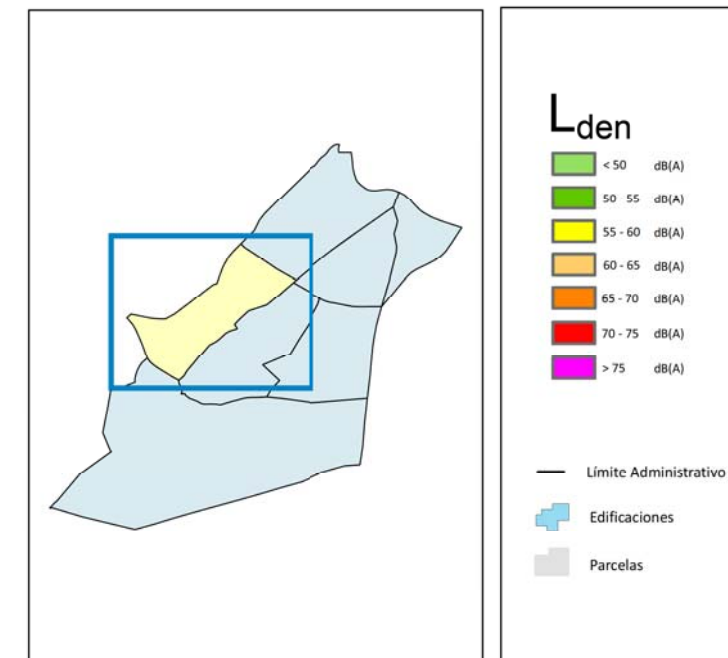 Lden
< 50 dB(A)
50 55 dB(A)
55 - 60 dB(A)
60 - 65 dB(A)
65 - 70 dB(A)
70 - 75 dB(A)
> 75 dB(A)
Límite Administrativo
Edificaciones
Parcelas